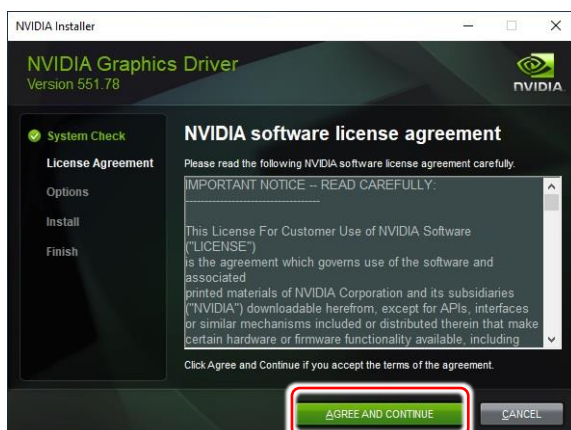 NVIDIA Installer
NVIDIA Graphics Driver
Version 551.78
NVIDIA.
System Check
License Agreement
Options
Install
Finish
NVIDIA software license agreement
Please read the following NVIDIA software license agreement carefully.
IMPORTANT NOTICE -- READ CAREFULLY:
-----------------------------------
This License For Customer Use of NVIDIA Software
("LICENSE")
is the agreement which governs use of the software and
associated
printed materials of NVIDIA Corporation and its subsidiaries
("NVIDIA") downloadable herefrom, except for APIs, interfaces
or similar mechanisms included or distributed therein that make
certain hardware or firmware functionality available, including
Click Agree and Continue if you accept the terms of the agreement.
AGREE AND CONTINUE
CANCEL